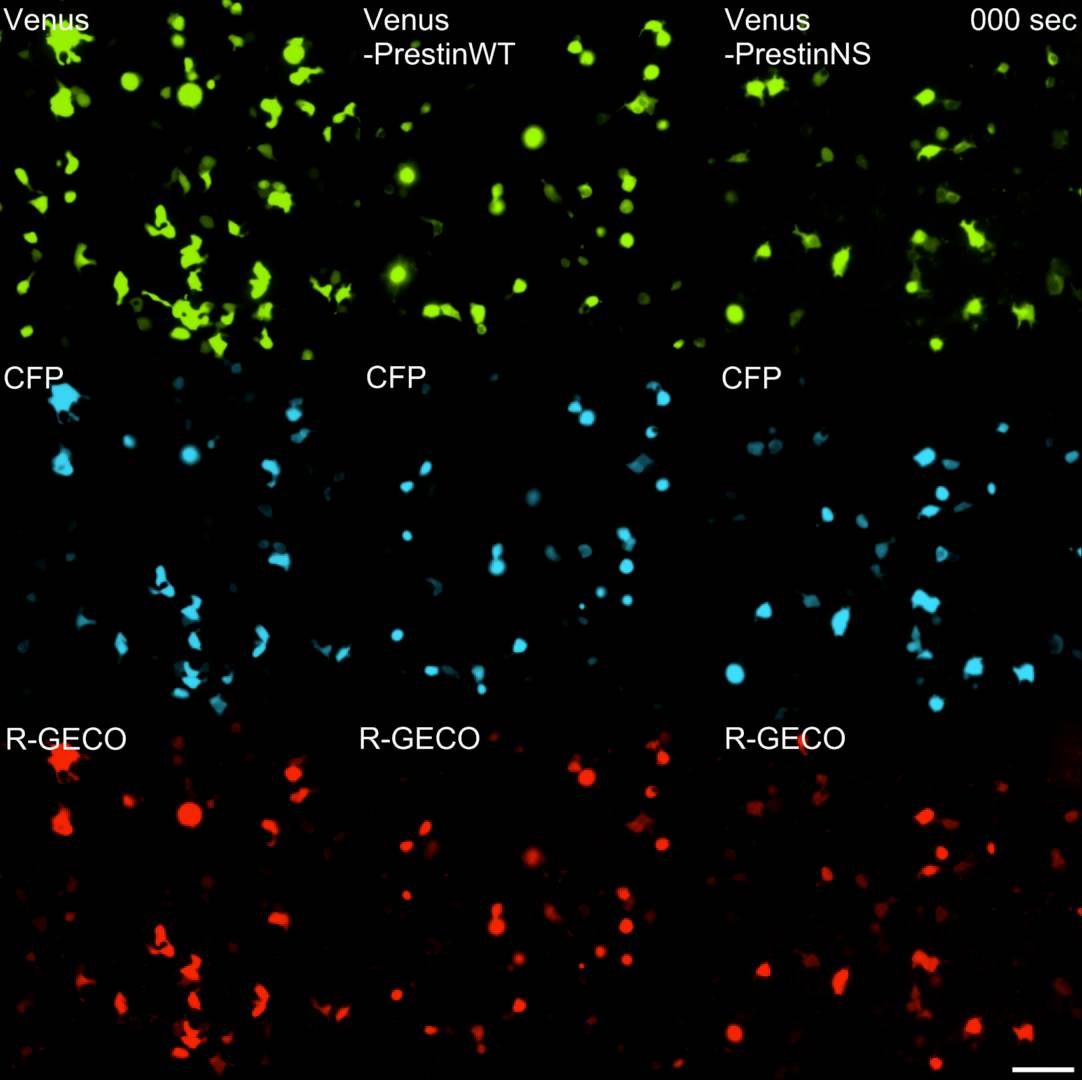 Venus
Venus
-PrestinWT
Venus
-PrestinNS
000 sec
CFP
CFP
CFP
R-GECO
R-GECO
R-GECO